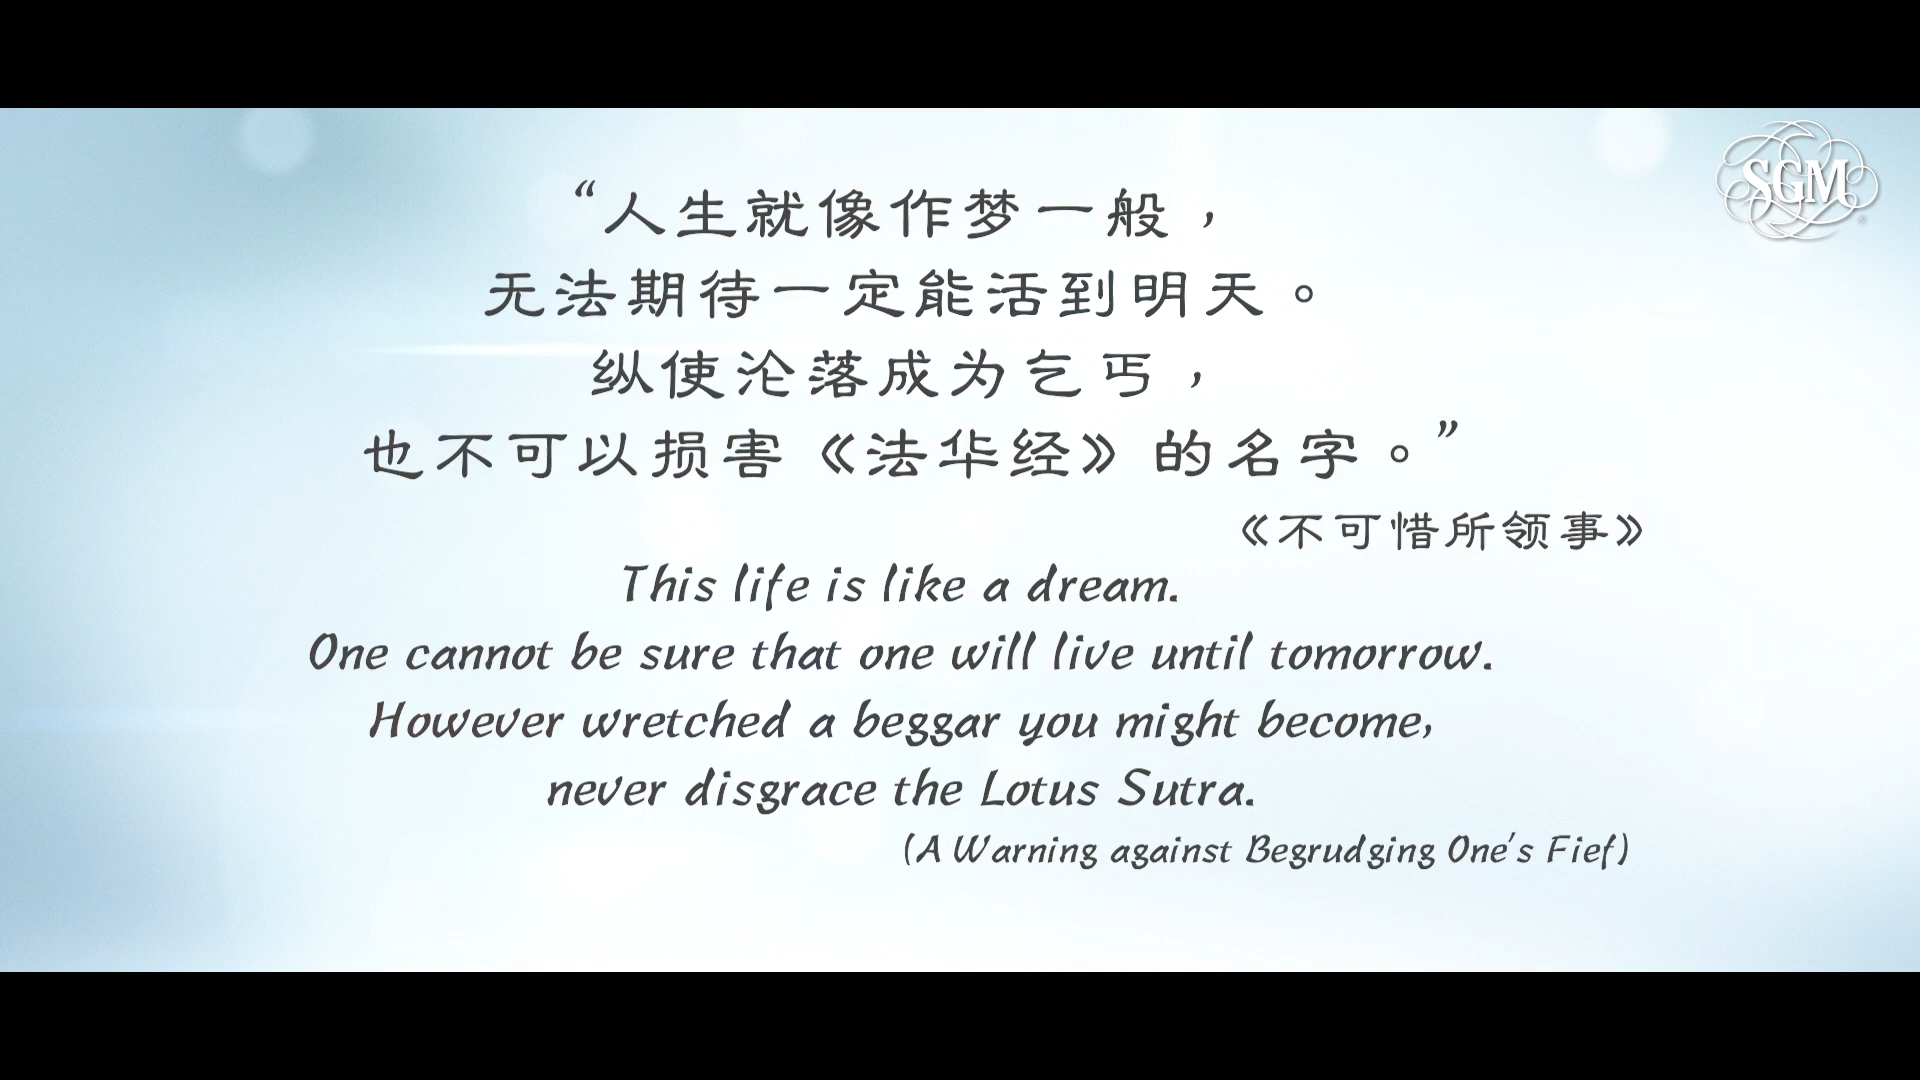 SGM
“人生就像作梦一般，
无法期待一定能活到明天。
纵使沦落成为乞丐，
也不可以损害《法华经》的名字。”
《不可惜所领事》
This life is like a dream.
One cannot be sure that one will live until tomorrow.
However wretched a beggar you might become,
never disgrace the Lotus Sutra.
(A Warning against Begrudging One's Fief)